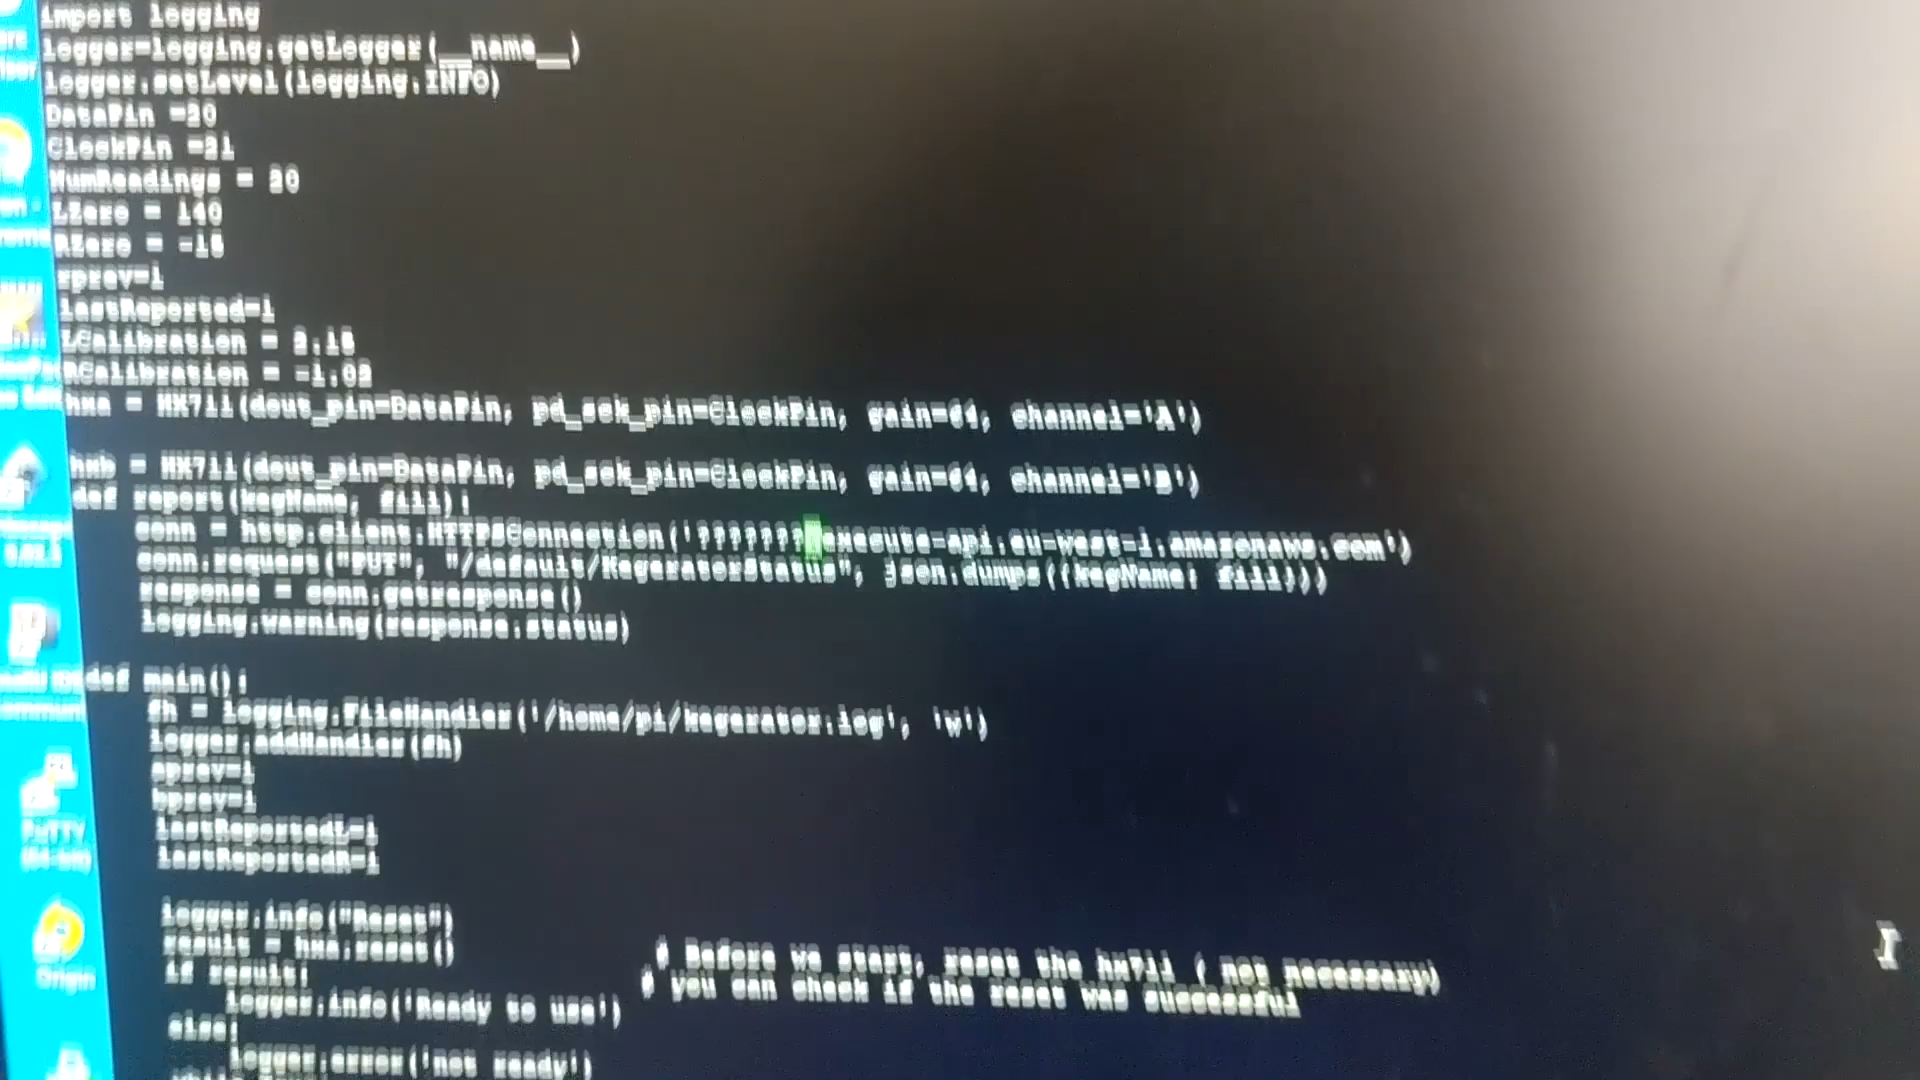 import logging
logger=logging.getLogger(__name__)
logger.setLevel(logging.INFO)
DataPin =20
ClockPin =21
NumReadings = 20
LZero = 140
RZero = -15
rprev=1
lastReported=1
LCalibration = 2.15
RCalibration = -1.02
hxa = HX711(dout_pin=DataPin, pd_sck_pin=ClockPin, gain=64, channel='A')
hxb = HX711(dout_pin=DataPin, pd_sck_pin=ClockPin, gain=64, channel='B')
def report(kegName, fill):
conn = http.client.HTTPSConnection('???????.execute-api.eu-west-1.amazonaws.com')
conn.request("PUT", "/default/KegeratorStatus", json.dumps({kegName: fill}))
response = conn.getresponse()
logging.warning(response.status)
def main():
fh = logging.FileHandler('/home/pi/kegerator.log', 'w')
logger.addHandler(fh)
aprev=1
bprev=1
lastReportedL=1
lastReportedR=1
logger.info("Reset")
result = hxa.reset() # Before we start, reset the hx711 ( not necessary)
if result: # you can check if the reset was successful
logger.info('Ready to use')
else:
logger.error('not ready')
PuTTY
(64-bit)
Origin